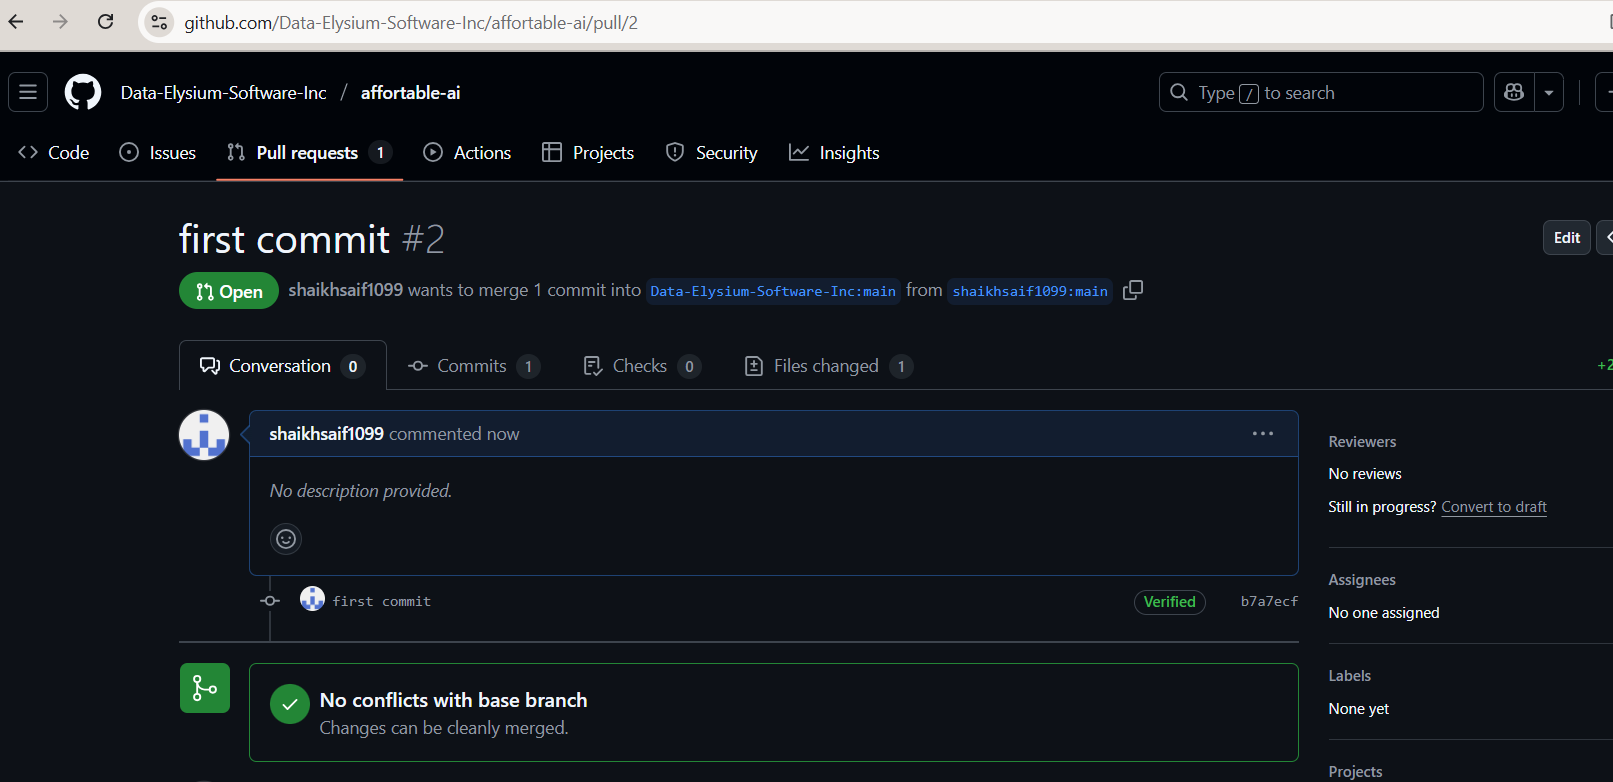 github.com/Data-Elysium-Software-Inc/affortable-ai/pull/2
Data-Elysium-Software-Inc / affortable-ai
Type / to search
Code
Issues
Pull requests 1
Actions
Projects
Security
Insights
first commit #2
Edit
Open
shaikhsaif1099 wants to merge 1 commit into Data-Elysium-Software-Inc:main from shaikhsaif1099:main
Conversation 0
Commits 1
Checks 0
Files changed 1
+2
shaikhsaif1099 commented now
No description provided.
first commit
Verified
b7a7ecf
No conflicts with base branch
Changes can be cleanly merged.
Reviewers
No reviews
Still in progress? Convert to draft
Assignees
No one assigned
Labels
None yet
Projects